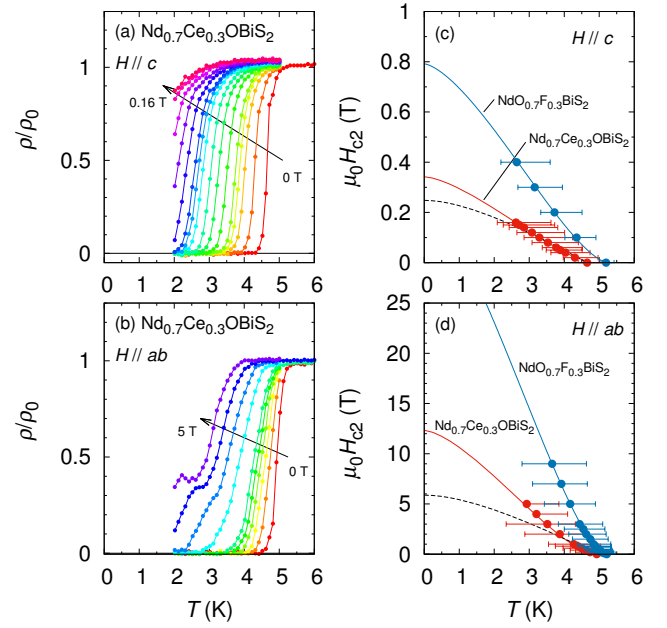 (a) Nd0.7Ce0.3OBiS2
H // c
0.16 T
0 T
ρ/ρ0
1
0.5
0
0 1 2 3 4 5 6
(b) Nd0.7Ce0.3OBiS2
H // ab
5 T
0 T
ρ/ρ0
1
0.5
0
0 1 2 3 4 5 6
T (K)
(c) H // c
NdO0.7F0.3BiS2
Nd0.7Ce0.3OBiS2
μ0Hc2 (T)
1
0.8
0.6
0.4
0.2
0
0 1 2 3 4 5 6
(d) H // ab
NdO0.7F0.3BiS2
Nd0.7Ce0.3OBiS2
μ0Hc2 (T)
25
20
15
10
5
0
0 1 2 3 4 5 6
T (K)